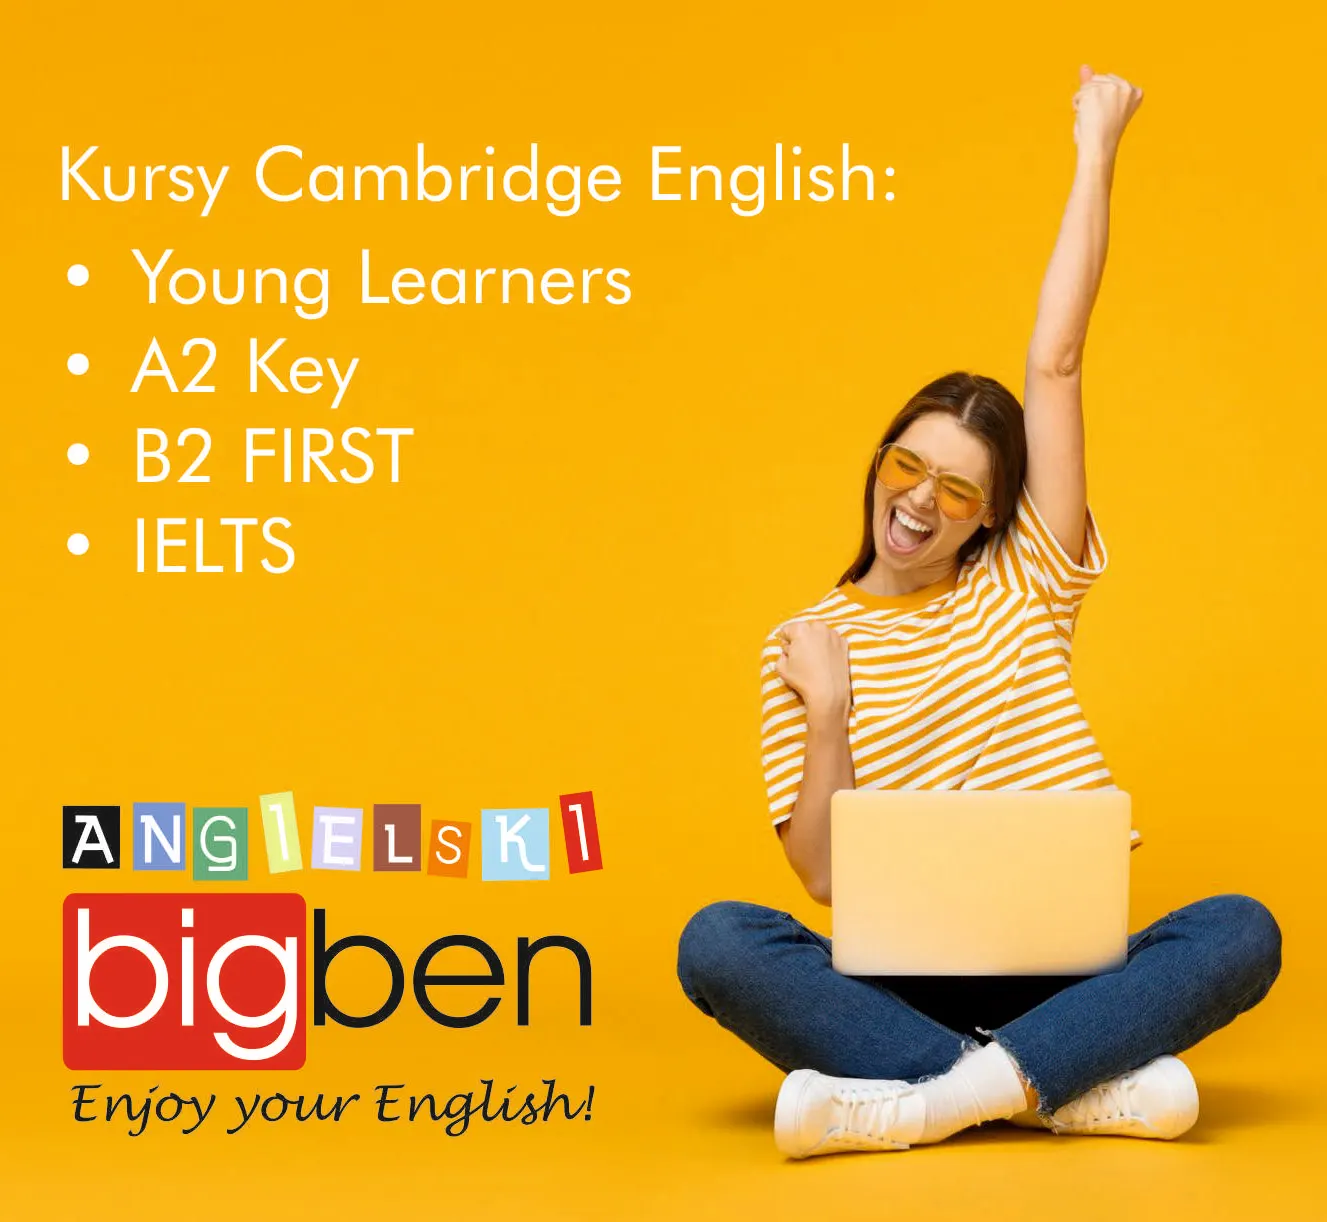 Kursy Cambridge English:
• Young Learners
• A2 Key
• B2 FIRST
• IELTS
ANGIELSKI
bigben
Enjoy your English!